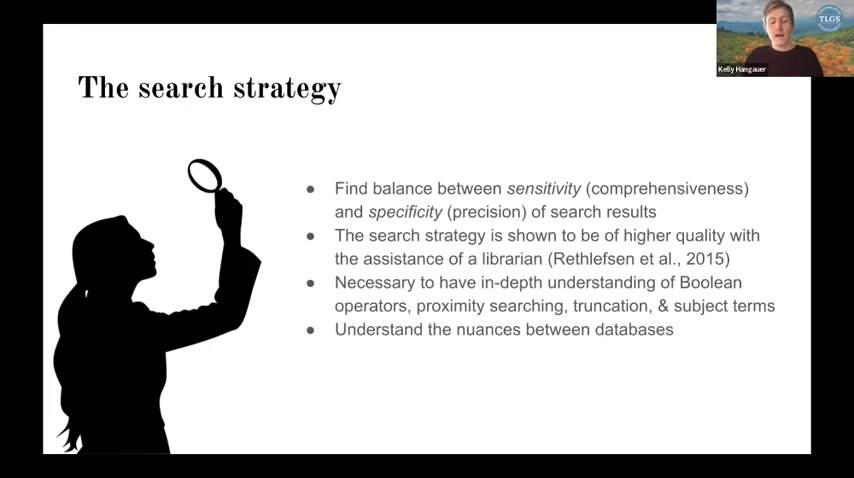 TLGS
Kelly Hangauer
The search strategy
● Find balance between sensitivity (comprehensiveness)
and specificity (precision) of search results
● The search strategy is shown to be of higher quality with
the assistance of a librarian (Rethlefsen et al., 2015)
● Necessary to have in-depth understanding of Boolean
operators, proximity searching, truncation, & subject terms
● Understand the nuances between databases